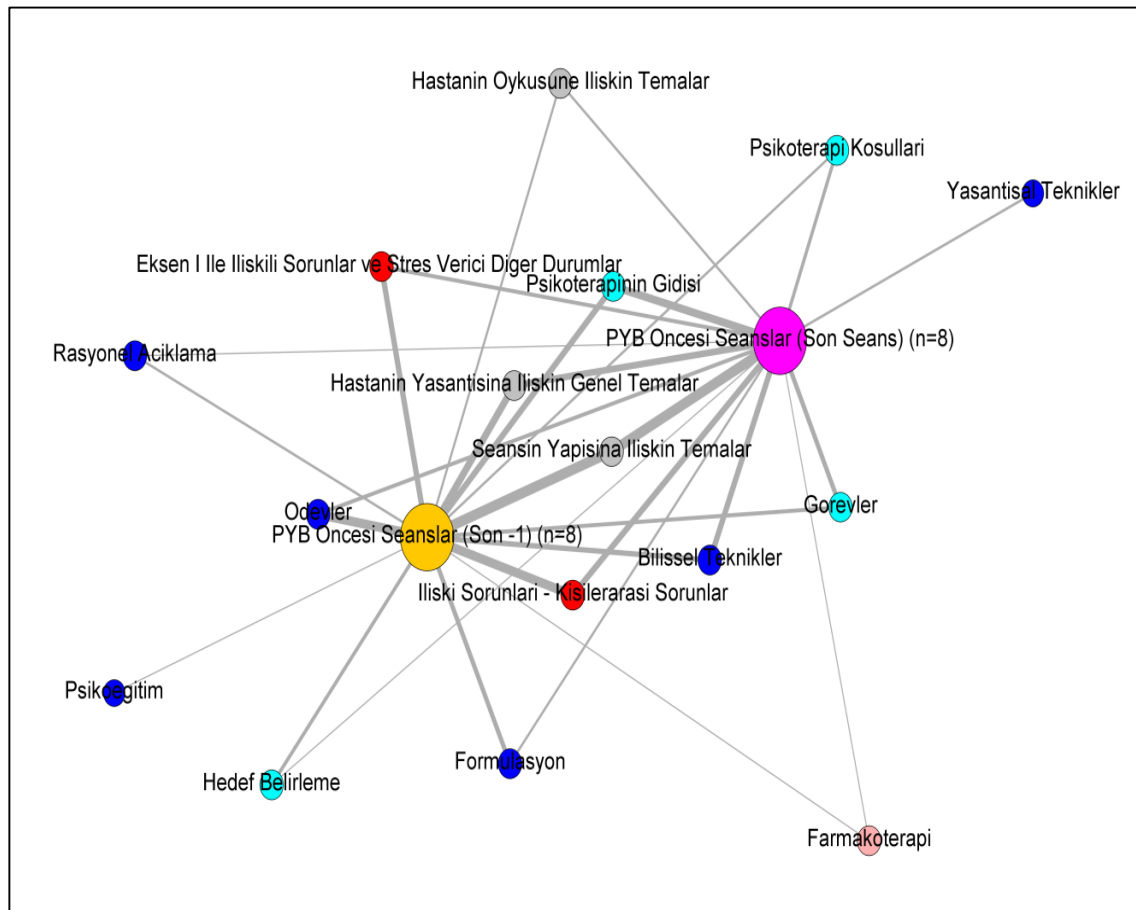 Hastanin Oykusune Iliskin Temalar
Psikoterapi Kosullari
Yasantisal Teknikler
Eksen I Ile Iliskili Sorunlar ve Stres Verici Diger Durumlar
Psikoterapinin Gidisi
PYB Oncesi Seanslar (Son Seans) (n=8)
Rasyonel Aciklama
Hastanin Yasantisina Iliskin Genel Temalar
Seansin Yapisina Iliskin Temalar
Odevler
Gorevler
PYB Oncesi Seanslar (Son -1) (n=8)
Bilissel Teknikler
Iliski Sorunlari - Kisilerarasi Sorunlar
Psikoegitim
Formulasyon
Hedef Belirleme
Farmakoterapi